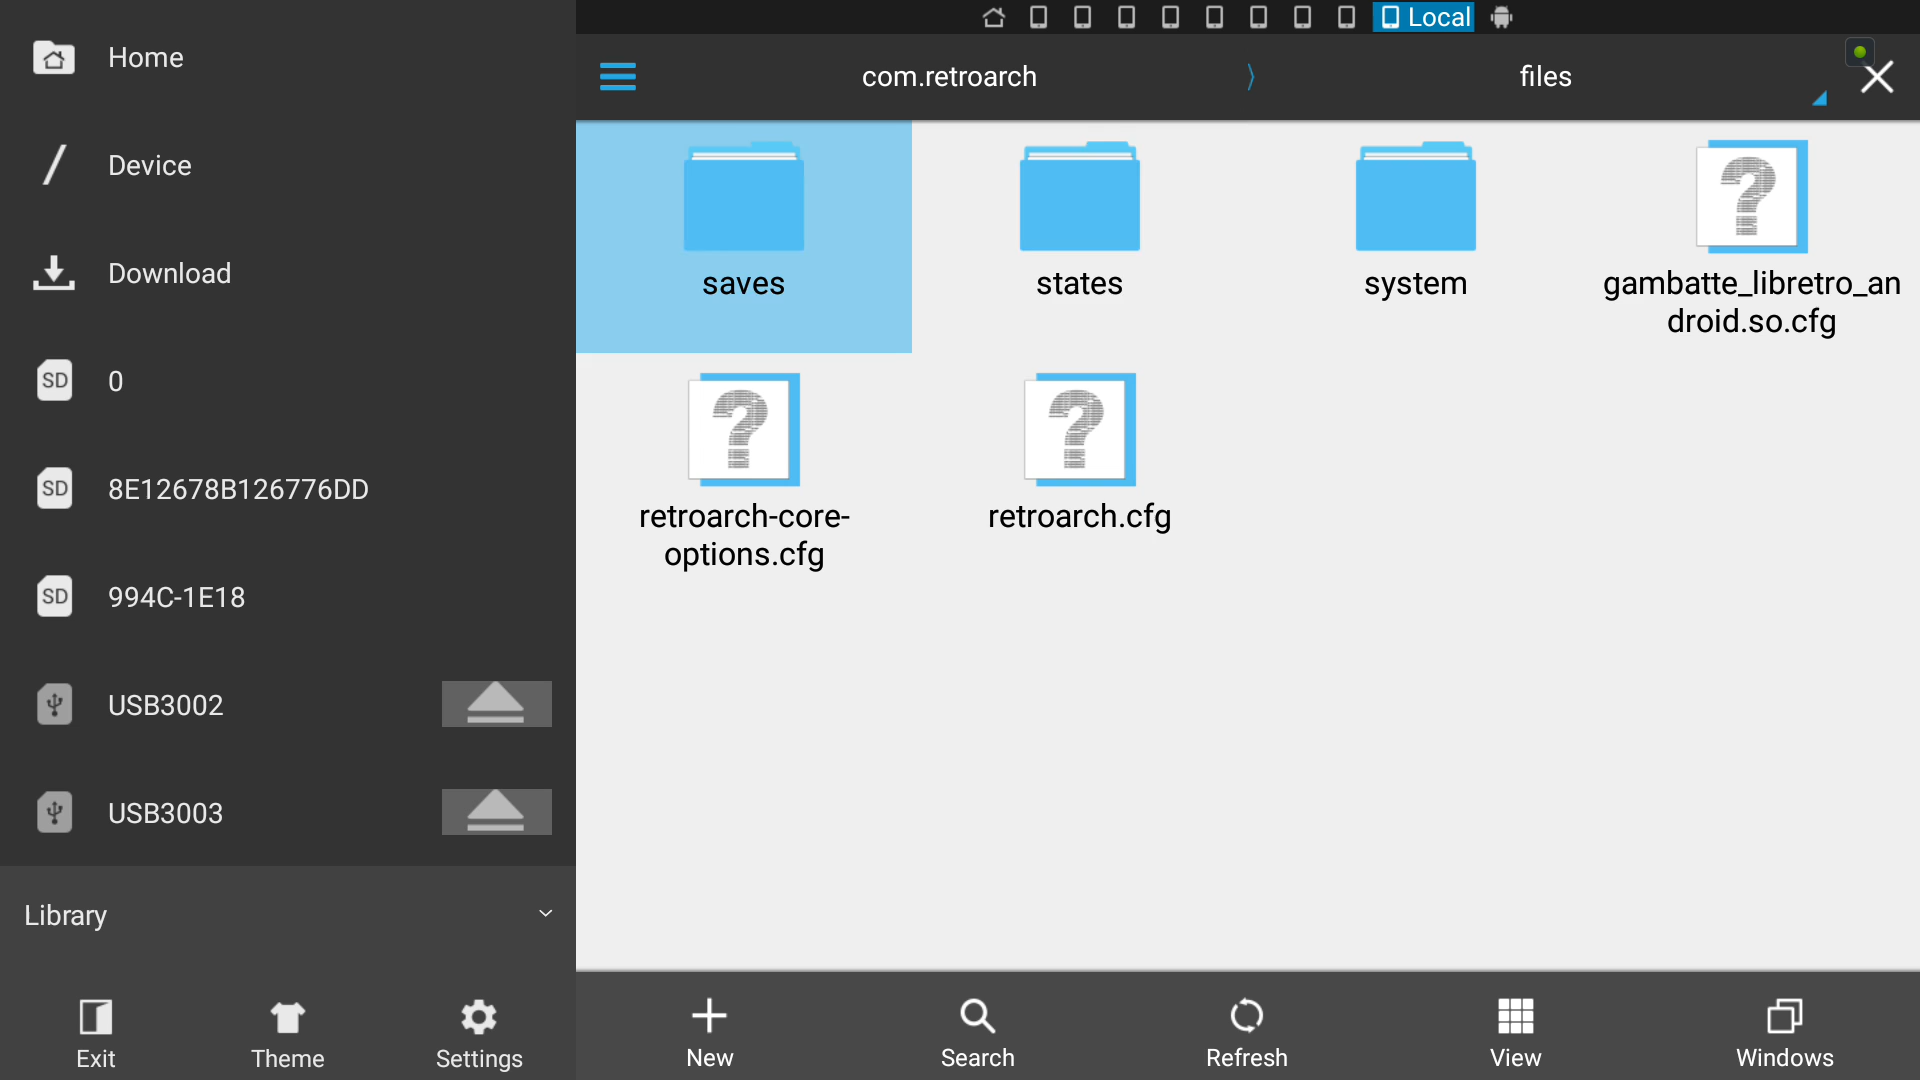 Home
Device
Download
SD 0
SD 8E12678B126776DD
SD 994C-1E18
USB3002
USB3003
Library
Exit
Theme
Settings
Local
com.retroarch
files
saves
states
system
gambatte_libretro_an
droid.so.cfg
retroarch-core-
options.cfg
retroarch.cfg
New
Search
Refresh
View
Windows